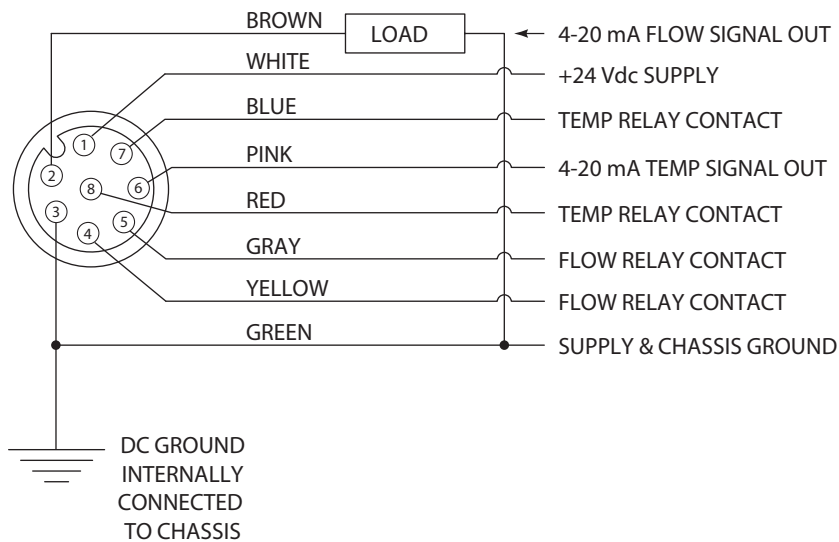 BROWN
LOAD
4-20 mA FLOW SIGNAL OUT
WHITE
+24 Vdc SUPPLY
BLUE
TEMP RELAY CONTACT
PINK
4-20 mA TEMP SIGNAL OUT
RED
TEMP RELAY CONTACT
GRAY
FLOW RELAY CONTACT
YELLOW
FLOW RELAY CONTACT
GREEN
SUPPLY & CHASSIS GROUND
1
7
2
6
8
3
5
4
DC GROUND
INTERNALLY
CONNECTED
TO CHASSIS